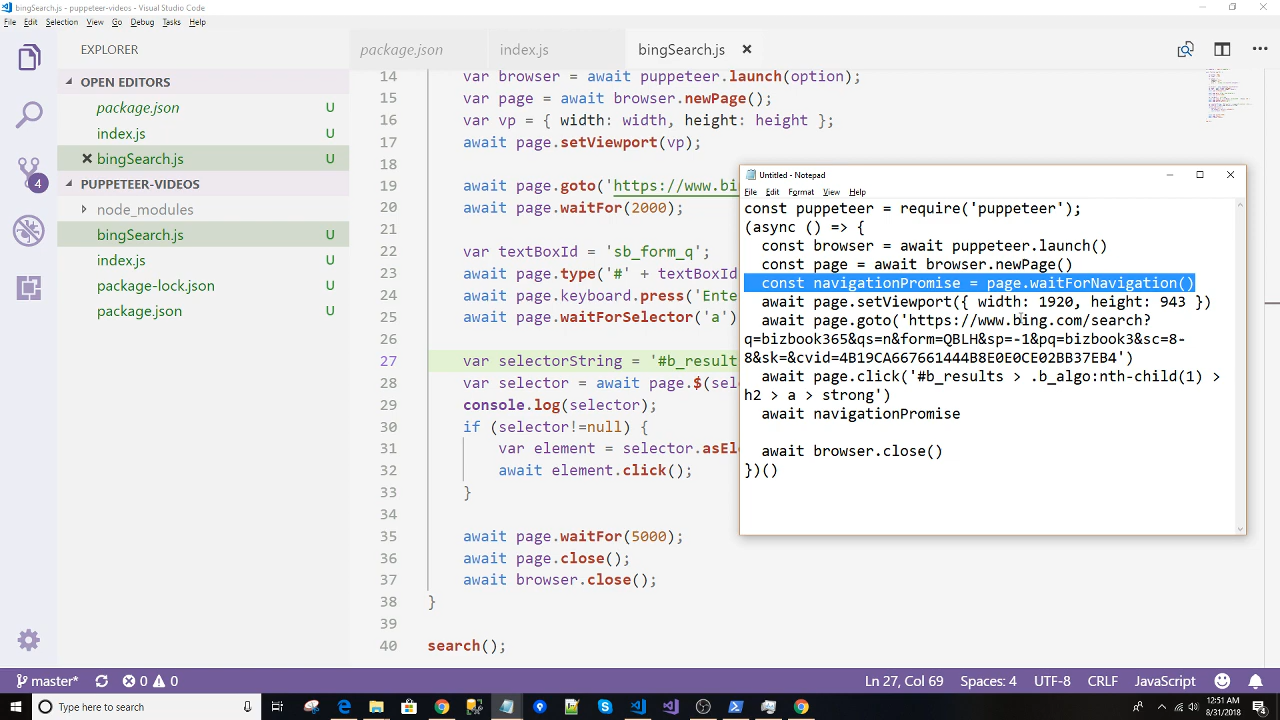 bingSearch.js - puppeteer-videos - Visual Studio Code
File Edit Selection View Go Debug Tasks Help
EXPLORER
OPEN EDITORS
package.json U
index.js U
bingSearch.js U
PUPPETEER-VIDEOS
node_modules
bingSearch.js U
index.js U
package-lock.json U
package.json U
4
package.json index.js bingSearch.js
14 var browser = await puppeteer.launch(option);
15 var page = await browser.newPage();
16 var vp = { width: width, height: height };
17 await page.setViewport(vp);
18
19 await page.goto('https://www.bin
20 await page.waitFor(2000);
21
22 var textBoxId = 'sb_form_q';
23 await page.type('#' + textBoxId
24 await page.keyboard.press('Ente
25 await page.waitForSelector('a')
26
27 var selectorString = '#b_result
28 var selector = await page.$(sel
29 console.log(selector);
30 if (selector!=null) {
31 var element = selector.asEl
32 await element.click();
33 }
34
35 await page.waitFor(5000);
36 await page.close();
37 await browser.close();
38 }
39
40 search();
Untitled - Notepad
File Edit Format View Help
const puppeteer = require('puppeteer');
(async () => {
const browser = await puppeteer.launch()
const page = await browser.newPage()
const navigationPromise = page.waitForNavigation()
await page.setViewport({ width: 1920, height: 943 })
await page.goto('https://www.bing.com/search?
q=bizbook365&qs=n&form=QBLH&sp=-1&pq=bizbook3&sc=8-
8&sk=&cvid=4B19CA667661444B8E0E0CE02BB37EB4')
await page.click('#b_results > .b_algo:nth-child(1) >
h2 > a > strong')
await navigationPromise
await browser.close()
})()
master* 0 0 Ln 27, Col 69 Spaces: 4 UTF-8 CRLF JavaScript
Type here to search
12:51 AM
8/31/2018